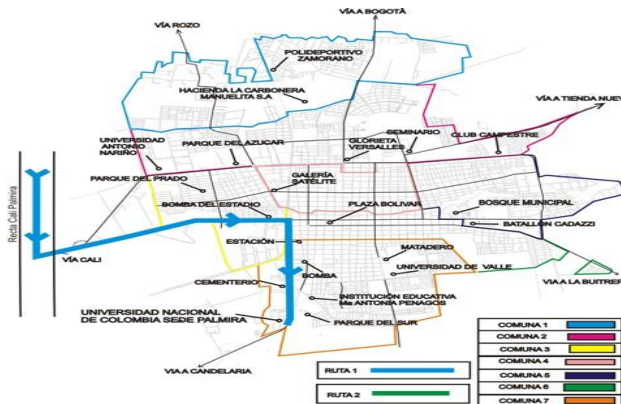 VÍA A BOGOTÀ
VÍA ROZO
POLIDEPORTIVO
ZAMORANO
HACIENDA LA CARBONERA
MANUELITA S.A
VÍA A TIENDA NUEV
UNIVERSIDAD
ANTONIO
NARIÑO
PARQUE DEL AZUCAR
GLORIETA
VERSALLES
SEMINARIO
CLUB CAMPESTRE
PARQUE DEL PRADO
GALERÍA
SATÉLITE
BOMBA DEL ESTADIO
PLAZA BOLIVAR
BOSQUE MUNICIPAL
BATALLÓN CADAZZI
Recta Cali Palmira
VÍA CALI
ESTACIÓN
MATADERO
BOMBA
UNIVERSIDAD DE VALLE
VIA A LA BUITRER
CEMENTERIO
INSTITUCIÓN EDUCATIVA
Ma ANTONIA PENAGOS
UNIVERSIDAD NACIONAL
DE COLOMBIA SEDE PALMIRA
PARQUE DEL SUR
VIA A CANDELARIA
RUTA 1
RUTA 2
COMUNA 1
COMUNA 2
COMUNA 3
COMUNA 4
COMUNA 5
COMUNA 6
COMUNA 7